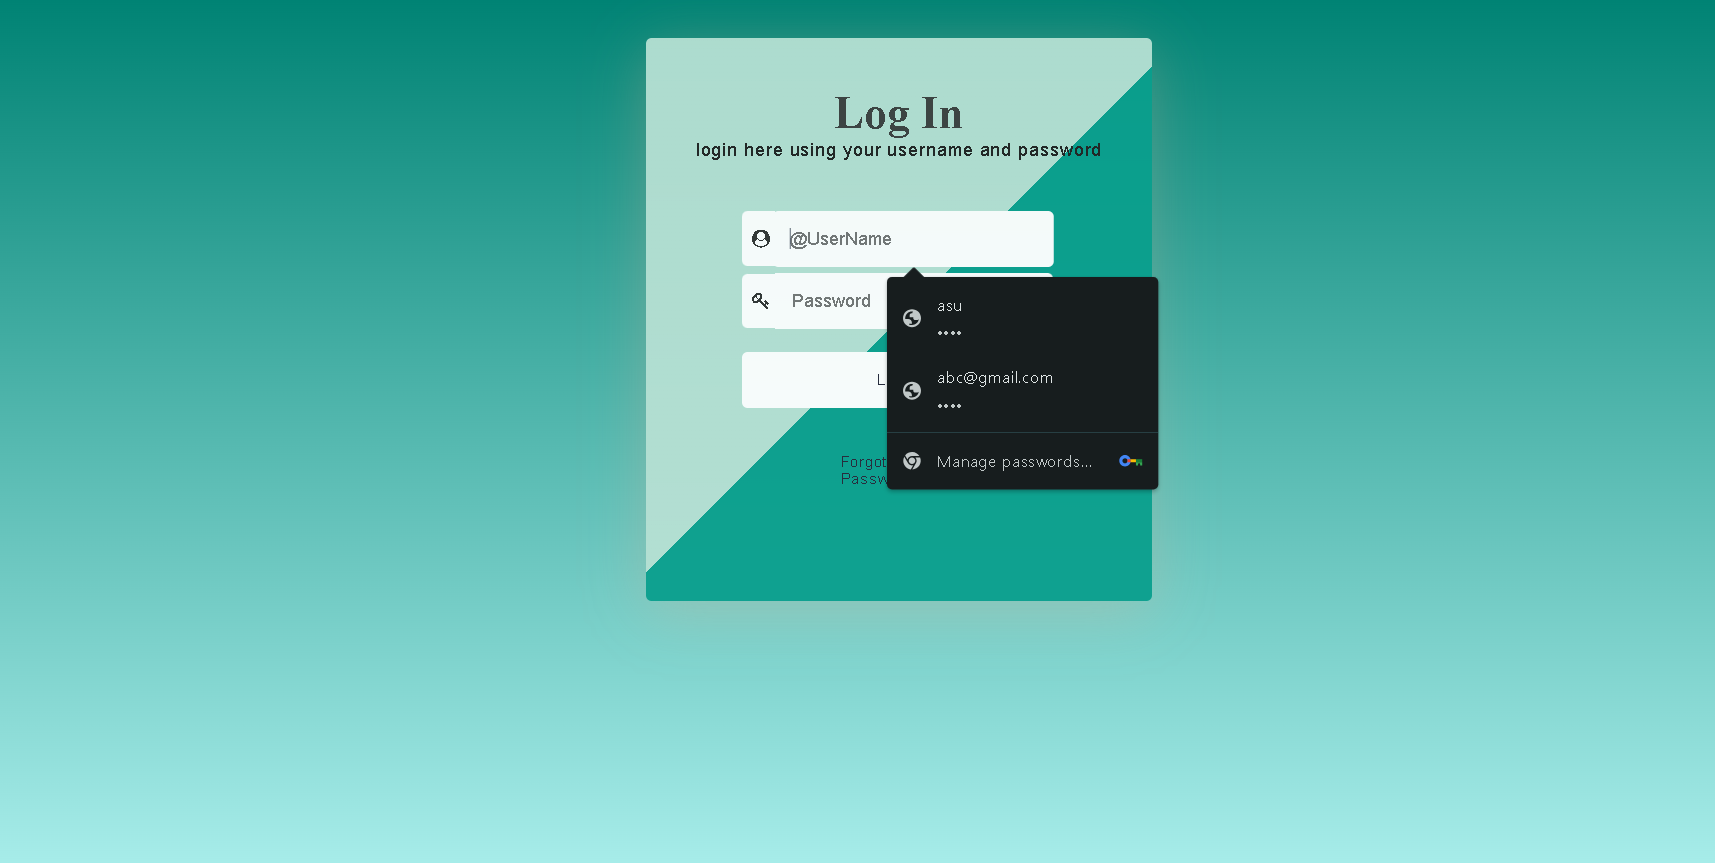 Log In
login here using your username and password
@UserName
Password
asu
••••
L
abc@gmail.com
••••
Forgot
Passw
Manage passwords...